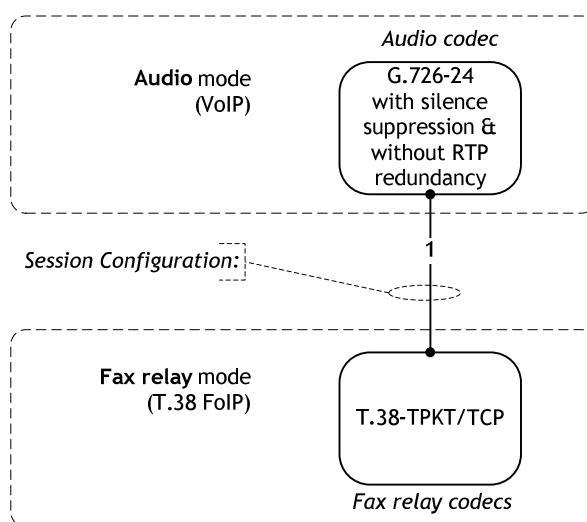 Audio codec
Audio mode
(VoIP)
G.726-24
with silence
suppression &
without RTP
redundancy
1
Session Configuration:
Fax relay mode
(T.38 FoIP)
T.38-TPKT/TCP
Fax relay codecs